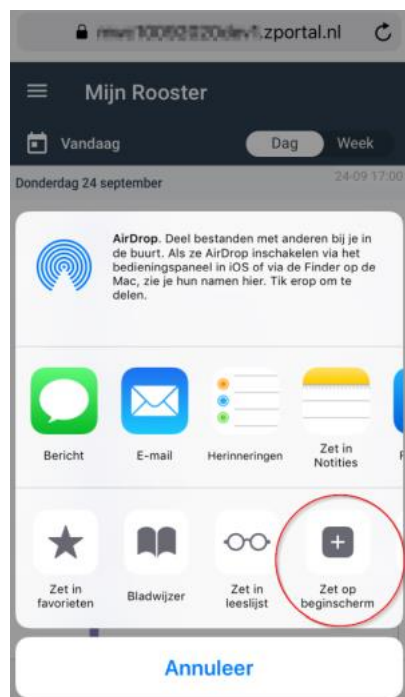 .zportal.nl
Mijn Rooster
Vandaag
Dag
Week
Donderdag 24 september
24-09 17:00
AirDrop. Deel bestanden met anderen bij je in
de buurt. Als ze AirDrop inschakelen via het
bedieningspaneel in iOS of via de Finder op de
Mac, zie je hun namen hier. Tik erop om te
delen.
Bericht
E-mail
Herinneringen
Zet in
Notities
Zet in
favorieten
Bladwijzer
Zet in
leeslijst
Zet op
beginscherm
Annuleer